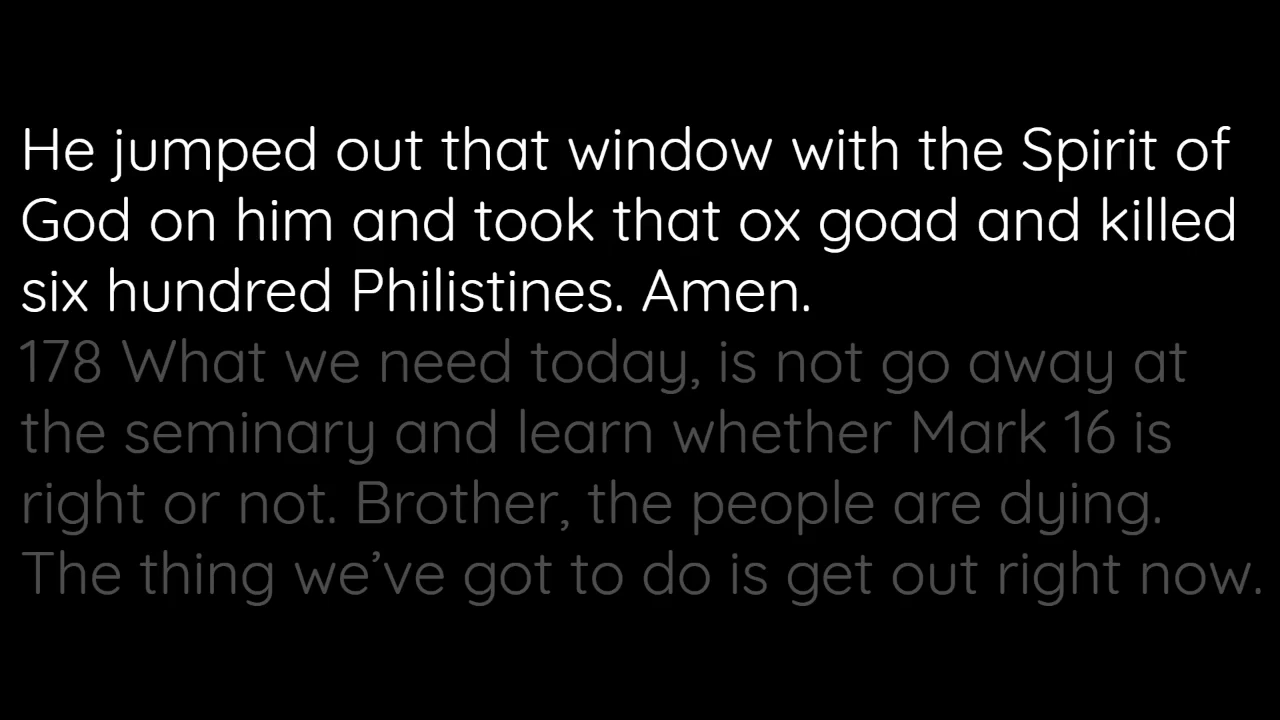 He jumped out that window with the Spirit of
God on him and took that ox goad and killed
six hundred Philistines. Amen.
178 What we need today, is not go away at
the seminary and learn whether Mark 16 is
right or not. Brother, the people are dying.
The thing we’ve got to do is get out right now.